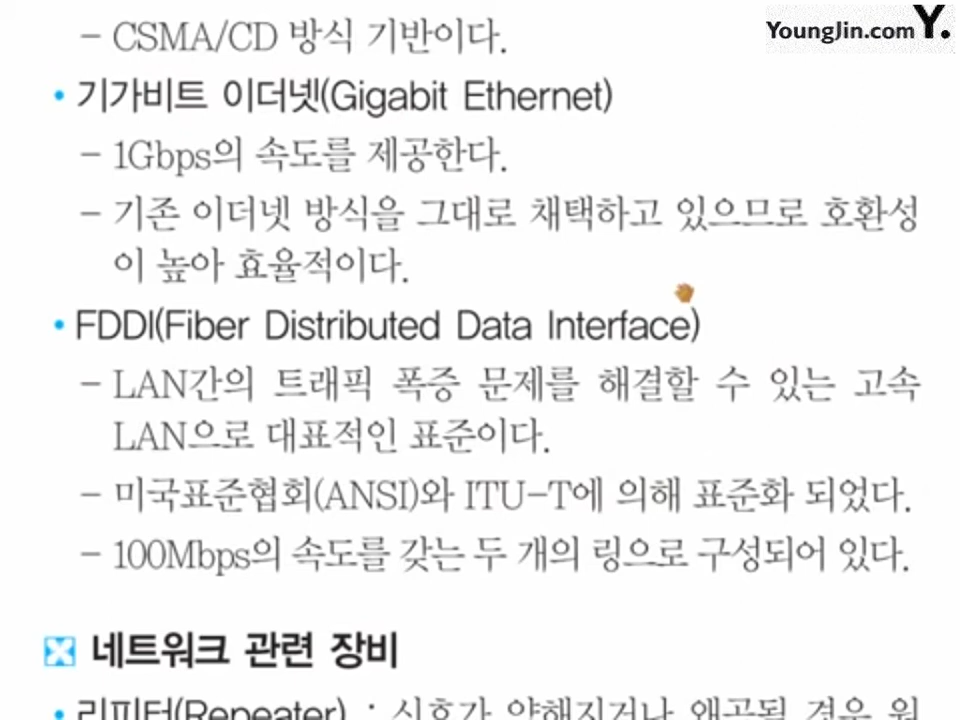 – CSMA/CD 방식 기반이다.
YoungJin.com Y.
• 기가비트 이더넷(Gigabit Ethernet)
– 1Gbps의 속도를 제공한다.
– 기존 이더넷 방식을 그대로 채택하고 있으므로 호환성
이 높아 효율적이다.
• FDDI(Fiber Distributed Data Interface)
– LAN간의 트래픽 폭증 문제를 해결할 수 있는 고속
LAN으로 대표적인 표준이다.
– 미국표준협회(ANSI)와 ITU-T에 의해 표준화 되었다.
– 100Mbps의 속도를 갖는 두 개의 링으로 구성되어 있다.
네트워크 관련 장비
• 리피터(Repeater) : 신호가 약해지거나 왜곡될 경우 원